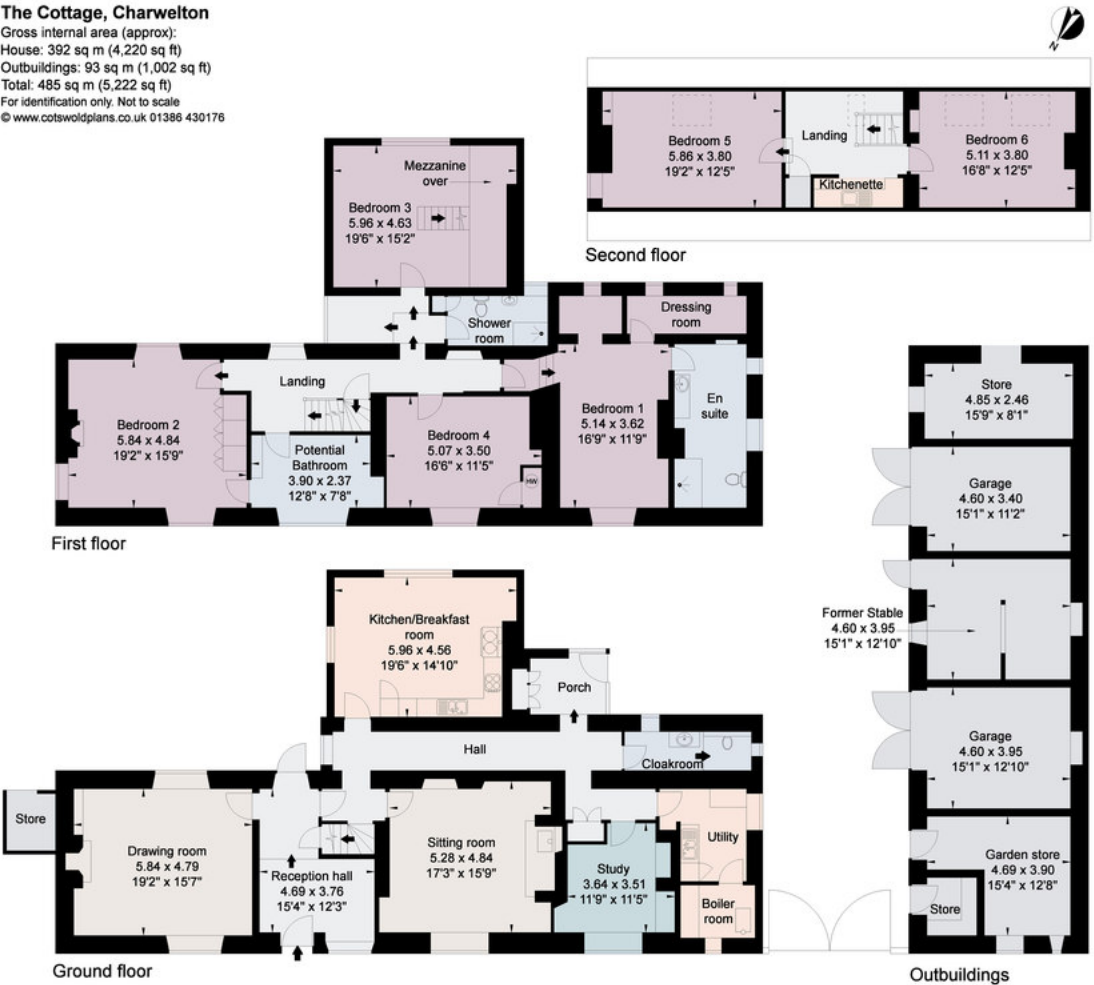 The Cottage, Charwelton
Gross internal area (approx):
House: 392 sq m (4,220 sq ft)
Outbuildings: 93 sq m (1,002 sq ft)
Total: 485 sq m (5,222 sq ft)
For identification only. Not to scale
© www.cotswoldplans.co.uk 01386 430176
N
Bedroom 5
5.86 x 3.80
19'2" x 12'5"
Landing
Kitchenette
Bedroom 6
5.11 x 3.80
16'8" x 12'5"
Second floor
Mezzanine
over
Bedroom 3
5.96 x 4.63
19'6" x 15'2"
Shower
room
Dressing
room
Landing
Bedroom 2
5.84 x 4.84
19'2" x 15'9"
Potential
Bathroom
3.90 x 2.37
12'8" x 7'8"
Bedroom 4
5.07 x 3.50
16'6" x 11'5"
HW
Bedroom 1
5.14 x 3.62
16'9" x 11'9"
En
suite
First floor
Kitchen/Breakfast
room
5.96 x 4.56
19'6" x 14'10"
Porch
Hall
Cloakroom
Store
Drawing room
5.84 x 4.79
19'2" x 15'7"
Reception hall
4.69 x 3.76
15'4" x 12'3"
Sitting room
5.28 x 4.84
17'3" x 15'9"
Study
3.64 x 3.51
11'9" x 11'5"
Utility
Boiler
room
Ground floor
Store
4.85 x 2.46
15'9" x 8'1"
Garage
4.60 x 3.40
15'1" x 11'2"
Former Stable
4.60 x 3.95
15'1" x 12'10"
Garage
4.60 x 3.95
15'1" x 12'10"
Garden store
4.69 x 3.90
15'4" x 12'8"
Store
Outbuildings